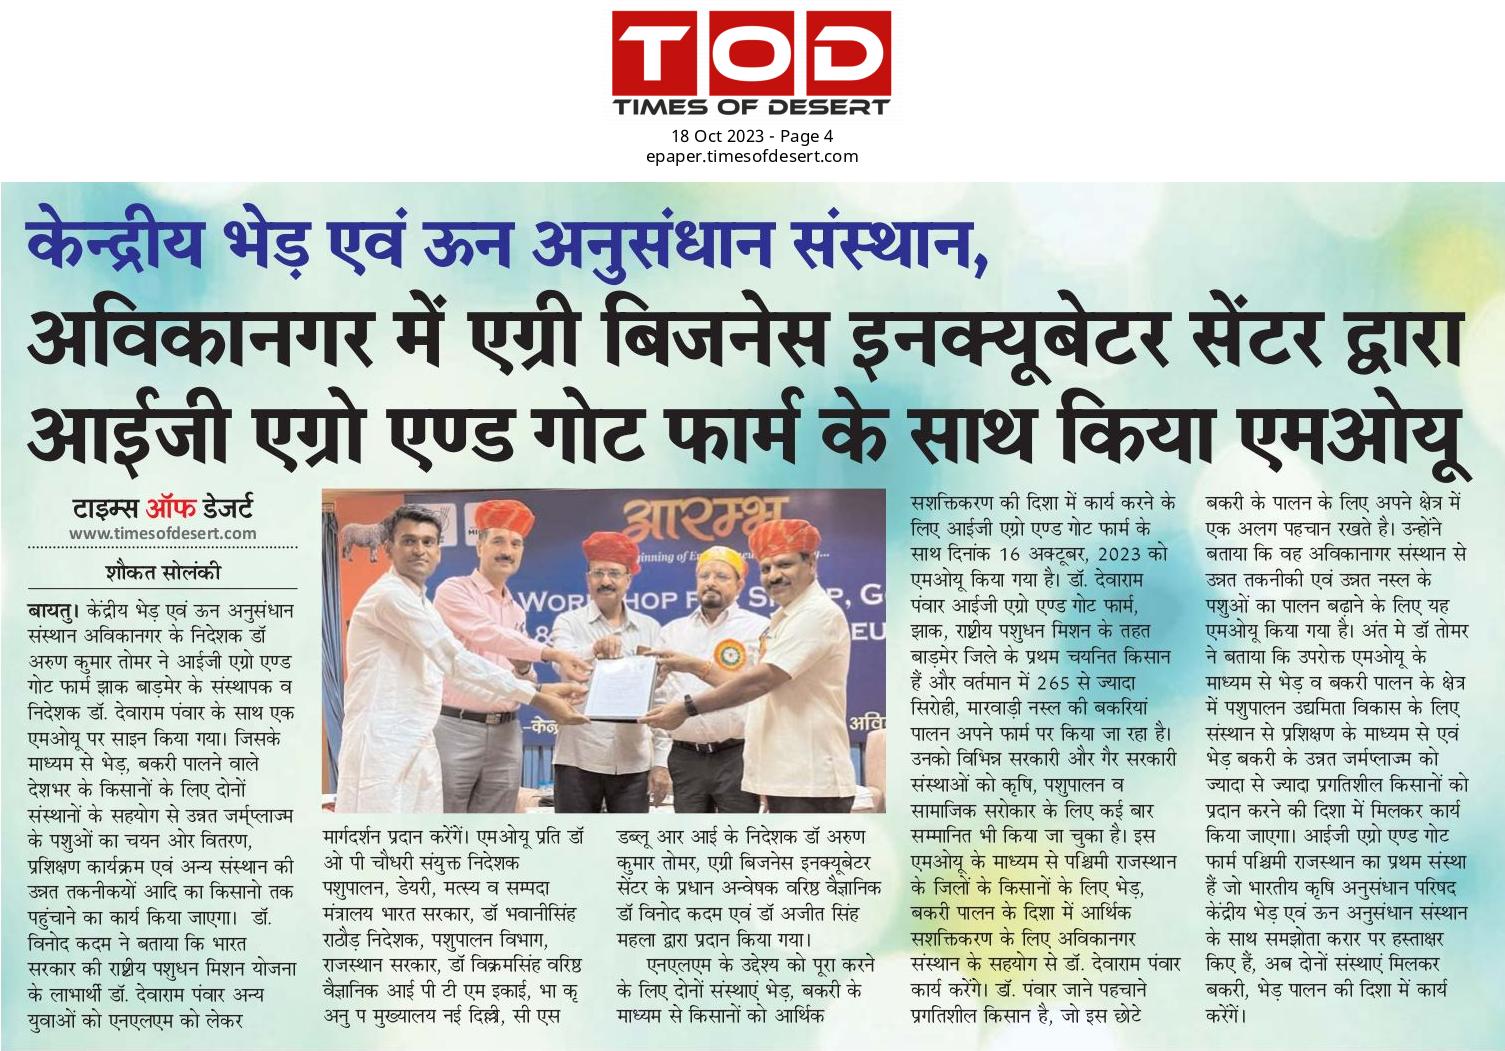 TOD
TIMES OF DESERT
18 Oct 2023 - Page 4
epaper.timesofdesert.com
केन्द्रीय भेड़ एवं ऊन अनुसंधान संस्थान,
अविकानगर में एग्री बिजनेस इनक्यूबेटर सेंटर द्वारा
आईजी एग्रो एण्ड गोट फार्म के साथ किया एमओयू
टाइम्स ऑफ डेजर्ट
www.timesofdesert.com
शौकत सोलंकी
बायतु। केंद्रीय भेड़ एवं ऊन अनुसंधान
संस्थान अविकानगर के निदेशक डॉ
अरुण कुमार तोमर ने आईजी एग्रो एण्ड
गोट फार्म झाक बाड़मेर के संस्थापक व
निदेशक डॉ. देवाराम पंवार के साथ एक
एमओयू पर साइन किया गया। जिसके
माध्यम से भेड़, बकरी पालने वाले
देशभर के किसानों के लिए दोनों
संस्थानों के सहयोग से उन्नत जर्म्प्लाज्म
के पशुओं का चयन ओर वितरण,
प्रशिक्षण कार्यक्रम एवं अन्य संस्थान की
उन्नत तकनीकयों आदि का किसानो तक
पहुंचाने का कार्य किया जाएगा। डॉ.
विनोद कदम ने बताया कि भारत
सरकार की राष्ट्रीय पशुधन मिशन योजना
के लाभार्थी डॉ. देवाराम पंवार अन्य
युवाओं को एनएलएम को लेकर
आरम्भ
WORKSHOP
मार्गदर्शन प्रदान करेंगें। एमओयू प्रति डॉ
ओ पी चौधरी संयुक्त निदेशक
पशुपालन, डेयरी, मत्स्य व सम्पदा
मंत्रालय भारत सरकार, डॉ भवानीसिंह
राठौड़ निदेशक, पशुपालन विभाग,
राजस्थान सरकार, डॉ विक्रमसिंह वरिष्ठ
वैज्ञानिक आई पी टी एम इकाई, भा कृ
अनु प मुख्यालय नई दिल्ली, सी एस
डब्लू आर आई के निदेशक डॉ अरुण
कुमार तोमर, एग्री बिजनेस इनक्यूबेटर
सेंटर के प्रधान अन्वेषक वरिष्ठ वैज्ञानिक
डॉ विनोद कदम एवं डॉ अजीत सिंह
महला द्वारा प्रदान किया गया।
एनएलएम के उद्देश्य को पूरा करने
के लिए दोनों संस्थाएं भेड़, बकरी के
माध्यम से किसानों को आर्थिक
सशक्तिकरण की दिशा में कार्य करने के
लिए आईजी एग्रो एण्ड गोट फार्म के
साथ दिनांक 16 अक्टूबर, 2023 को
एमओयू किया गया है। डॉ. देवाराम
पंवार आईजी एग्रो एण्ड गोट फार्म,
झाक, राष्ट्रीय पशुधन मिशन के तहत
बाड़मेर जिले के प्रथम चयनित किसान
हैं और वर्तमान में 265 से ज्यादा
सिरोही, मारवाड़ी नस्ल की बकरियां
पालन अपने फार्म पर किया जा रहा है।
उनको विभिन्न सरकारी और गैर सरकारी
संस्थाओं को कृषि, पशुपालन व
सामाजिक सरोकार के लिए कई बार
सम्मानित भी किया जा चुका है। इस
एमओयू के माध्यम से पश्चिमी राजस्थान
के जिलों के किसानों के लिए भेड़,
बकरी पालन के दिशा में आर्थिक
सशक्तिकरण के लिए अविकानगर
संस्थान के सहयोग से डॉ. देवाराम पंवार
कार्य करेंगे। डॉ. पंवार जाने पहचाने
प्रगतिशील किसान है, जो इस छोटे
बकरी के पालन के लिए अपने क्षेत्र में
एक अलग पहचान रखते है। उन्होंने
बताया कि वह अविकानगर संस्थान से
उन्नत तकनीकी एवं उन्नत नस्ल के
पशुओं का पालन बढ़ाने के लिए यह
एमओयू किया गया है। अंत मे डॉ तोमर
ने बताया कि उपरोक्त एमओयू के
माध्यम से भेड़ व बकरी पालन के क्षेत्र
में पशुपालन उद्यमिता विकास के लिए
संस्थान से प्रशिक्षण के माध्यम से एवं
भेड़ बकरी के उन्नत जर्मप्लाज्म को
ज्यादा से ज्यादा प्रगतिशील किसानों को
प्रदान करने की दिशा में मिलकर कार्य
किया जाएगा। आईजी एग्रो एण्ड गोट
फार्म पश्चिमी राजस्थान का प्रथम संस्था
हैं जो भारतीय कृषि अनुसंधान परिषद
केंद्रीय भेड़ एवं ऊन अनुसंधान संस्थान
के साथ समझोता करार पर हस्ताक्षर
किए हैं, अब दोनों संस्थाएं मिलकर
बकरी, भेड़ पालन की दिशा में कार्य
करेंगें।